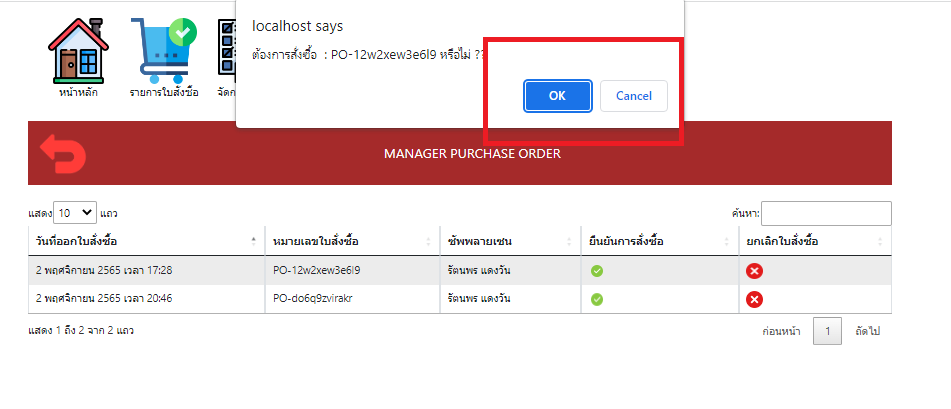 localhost says
ต้องการสั่งซื้อ : PO-12w2xew3e6l9 หรือไม่ ??
OK
Cancel
หน้าหลัก
รายการใบสั่งซื้อ
จัดก
MANAGER PURCHASE ORDER
แสดง 10 แถว
ค้นหา:
วันที่ออกใบสั่งซื้อ หมายเลขใบสั่งซื้อ ซัพพลายเซน ยืนยันการสั่งซื้อ ยกเลิกใบสั่งซื้อ
2 พฤศจิกายน 2565 เวลา 17:28 PO-12w2xew3e6l9 รัตนพร แดงวัน
2 พฤศจิกายน 2565 เวลา 20:46 PO-do6q9zvirakr รัตนพร แดงวัน
แสดง 1 ถึง 2 จาก 2 แถว
ก่อนหน้า 1 ถัดไป